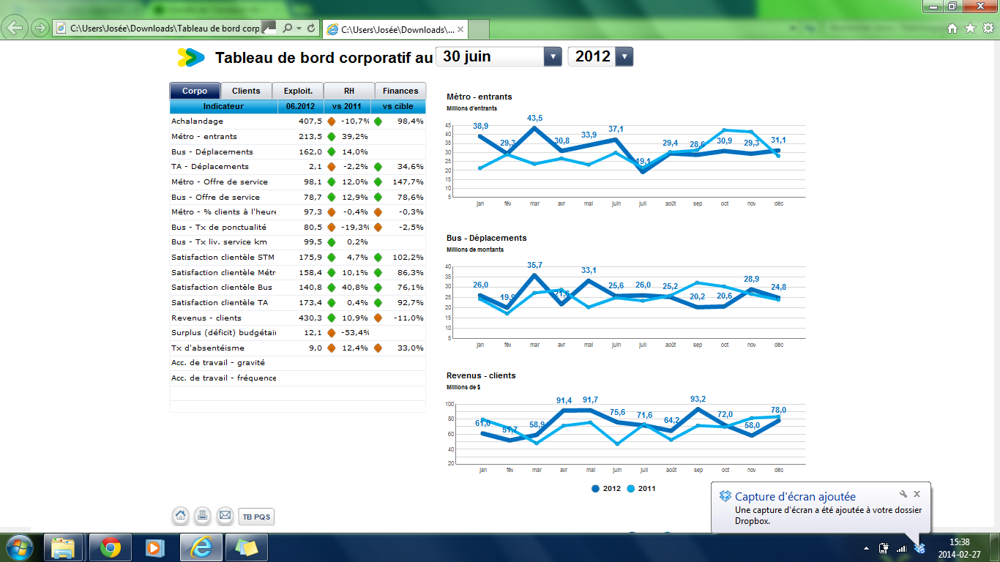 C:\Users\Josée\Downloads\Tableau de bord corp
C:\Users\Josée\Downloads\...
Tableau de bord corporatif au 30 juin 2012
Corpo Clients Exploit. RH Finances
Indicateur 06.2012 vs 2011 vs cible
Achalandage 407,5 -10,7% 98,4%
Métro - entrants 213,5 39,2%
Bus - Déplacements 162,0 14,0%
TA - Déplacements 2,1 -2,2% 34,6%
Métro - Offre de service 98,1 12,0% 147,7%
Bus - Offre de service 78,7 12,9% 78,6%
Métro - % clients à l'heure 97,3 -0,4% -0,3%
Bus - Tx de ponctualité 80,5 -19,3% -2,5%
Bus - Tx liv. service km 99,5 0,2%
Satisfaction clientèle STM 175,9 4,7% 102,2%
Satisfaction clientèle Métr 158,4 10,1% 86,3%
Satisfaction clientèle Bus 140,8 40,8% 76,1%
Satisfaction clientèle TA 173,4 0,4% 92,7%
Revenus - clients 430,3 10,9% -11,0%
Surplus (déficit) budgétai 12,1 -53,4%
Tx d'absentéisme 9,0 12,4% 33,0%
Acc. de travail - gravité
Acc. de travail - fréquence
Métro - entrants
Millions d'entrants
38,9 29,3 43,5 30,8 33,9 37,1 19,1 29,4 28,6 30,9 29,3 31,1
45
40
35
30
25
20
15
10
5
jan fév mar avr mai juin juil août sep oct nov déc
Bus - Déplacements
Millions de montants
26,0 19,9 35,7 21,6 33,1 25,6 26,0 25,2 20,2 20,6 28,9 24,8
40
35
30
25
20
15
10
5
jan fév mar avr mai juin juil août sep oct nov déc
Revenus - clients
Millions de $
61,0 51,7 58,9 91,4 91,7 75,6 71,6 64,2 93,2 72,0 58,0 78,0
100
80
60
40
20
jan fév mar avr mai juin juil août sep oct nov déc
2012 2011
TB PQS
Capture d'écran ajoutée
Une capture d'écran a été ajoutée à votre dossier
Dropbox.
15:38
2014-02-27